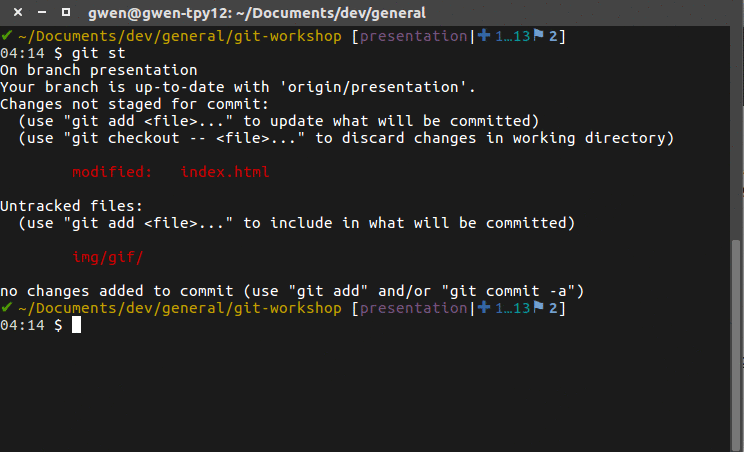 gwen@gwen-tpy12: ~/Documents/dev/general
✔ ~/Documents/dev/general/git-workshop [presentation|✚ 1…13⚑ 2]
04:14 $ git st
On branch presentation
Your branch is up-to-date with 'origin/presentation'.
Changes not staged for commit:
  (use "git add <file>..." to update what will be committed)
  (use "git checkout -- <file>..." to discard changes in working directory)
        modified:   index.html
Untracked files:
  (use "git add <file>..." to include in what will be committed)
        img/gif/
no changes added to commit (use "git add" and/or "git commit -a")
✔ ~/Documents/dev/general/git-workshop [presentation|✚ 1…13⚑ 2]
04:14 $